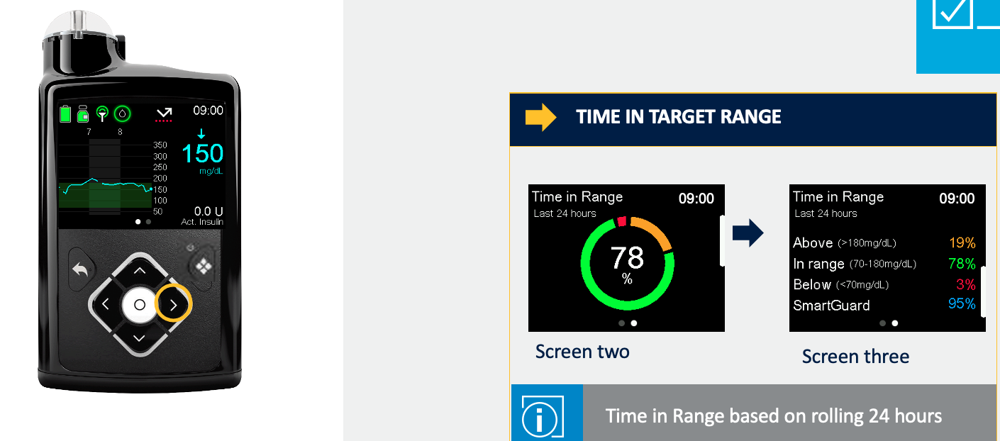 09:00
7 8
350
300
250
200
150
100
50
150
mg/dL
0.0 U
Act. Insulin
TIME IN TARGET RANGE
Time in Range 09:00
Last 24 hours
78
%
Screen two
Time in Range 09:00
Last 24 hours
Above (>180mg/dL) 19%
In range (70-180mg/dL) 78%
Below (<70mg/dL) 3%
SmartGuard 95%
Screen three
i Time in Range based on rolling 24 hours